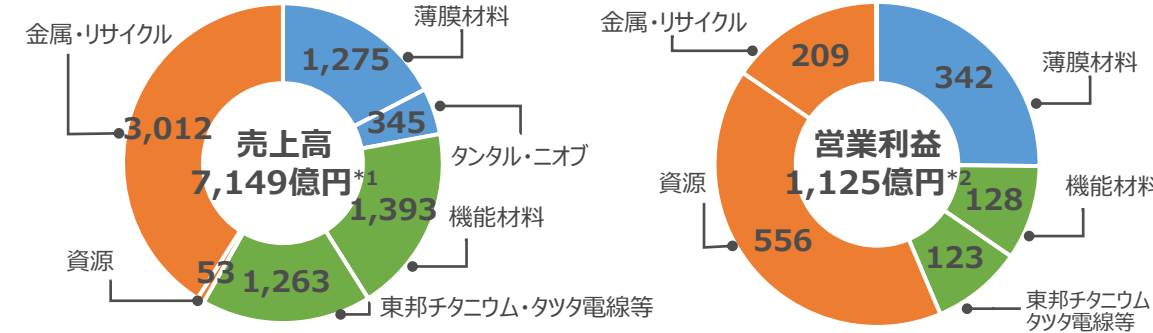 薄膜材料
金属・リサイクル
1,275
345
3,012
売上高
7,149億円*1
タンタル・ニオブ
1,393
機能材料
資源
53
1,263
東邦チタニウム・タツタ電線等
金属・リサイクル
209
342
薄膜材料
営業利益
1,125億円*2
資源
128
機能材料
556
123
東邦チタニウム
タツタ電線等